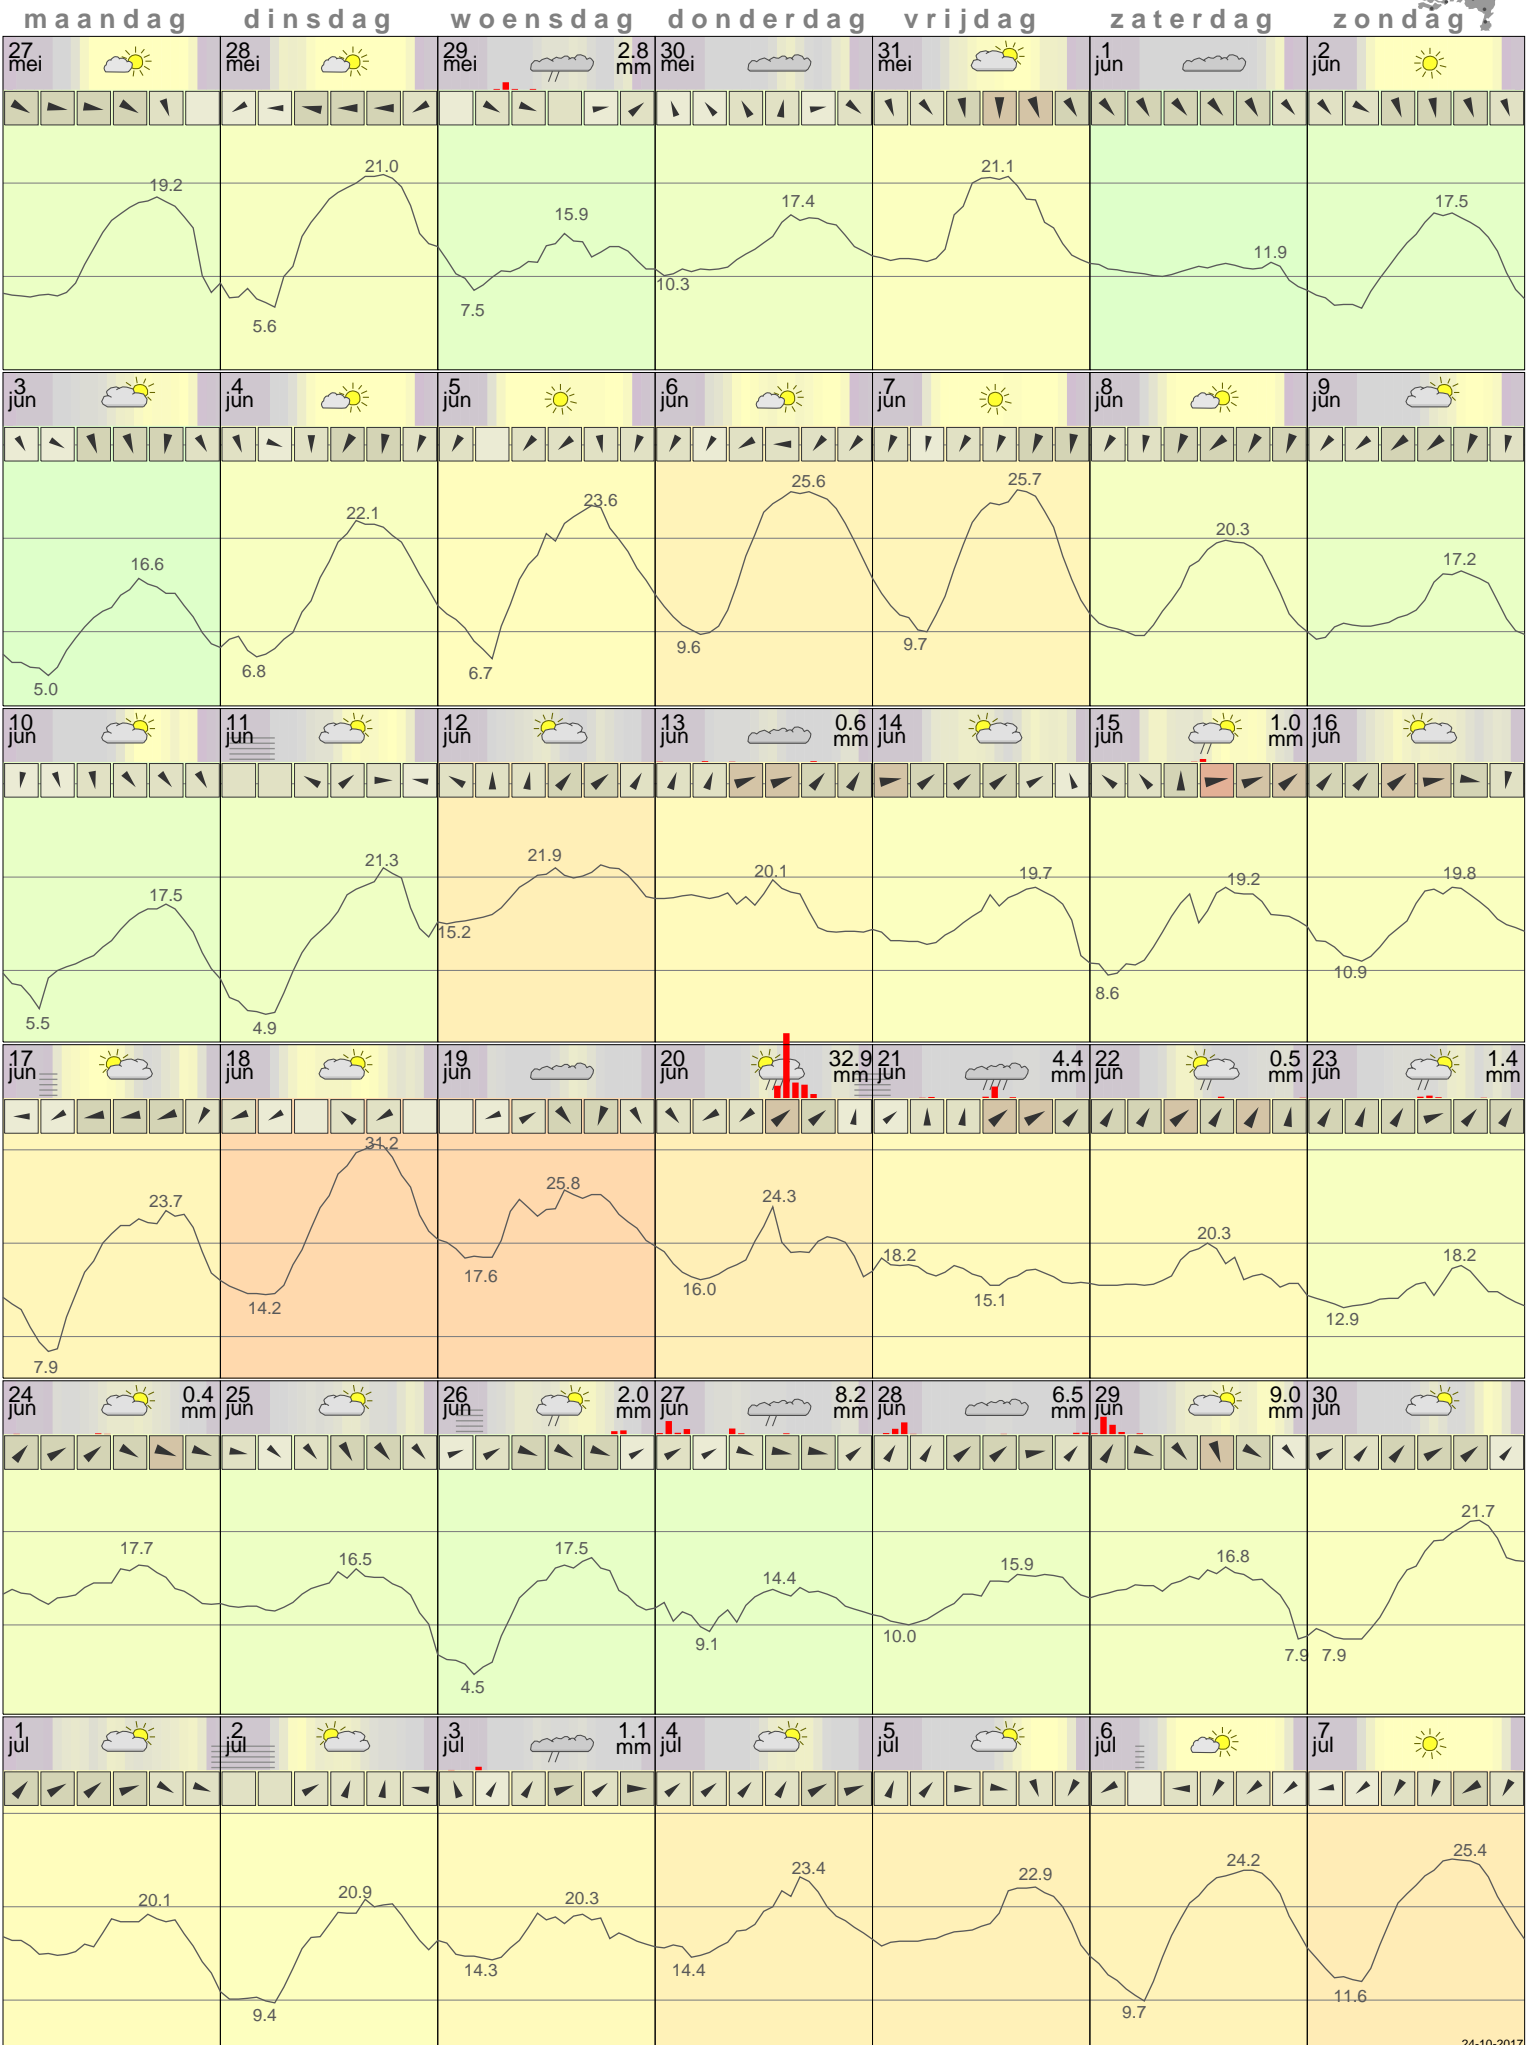 maandag dinsdag woensdag donderdag vrijdag zaterdag zondag
27 28 29 2.8 30 31 1 2
mei mei mei mm mei mei jun jun
19.2 21.0 15.9 17.4 21.1 11.9 17.5
5.6 7.5 10.3
3 4 5 6 7 8 9
jun jun jun jun jun jun jun
16.6 22.1 23.6 25.6 25.7 20.3 17.2
5.0 6.8 6.7 9.6 9.7
10 11 12 13 0.6 14 15 1.0 16
jun jun jun jun mm jun jun mm jun
17.5 21.3 21.9 20.1 19.7 19.2 19.8
5.5 4.9 15.2 8.6 10.9
17 18 19 20 32.9 21 4.4 22 0.5 23 1.4
jun jun jun jun mm jun mm jun mm jun mm
23.7 31.2 25.8 24.3 18.2 20.3 18.2
7.9 14.2 17.6 16.0 15.1 12.9
24 0.4 25 26 2.0 27 8.2 28 6.5 29 9.0 30
jun mm jun jun mm jun mm jun mm jun mm jun
17.7 16.5 17.5 14.4 15.9 16.8 21.7
4.5 9.1 10.0 7.9 7.9
1 2 3 1.1 4 5 6 7
jul jul jul mm jul jul jul jul
20.1 20.9 20.3 23.4 22.9 24.2 25.4
9.4 14.3 14.4 9.7 11.6
24-10-2017